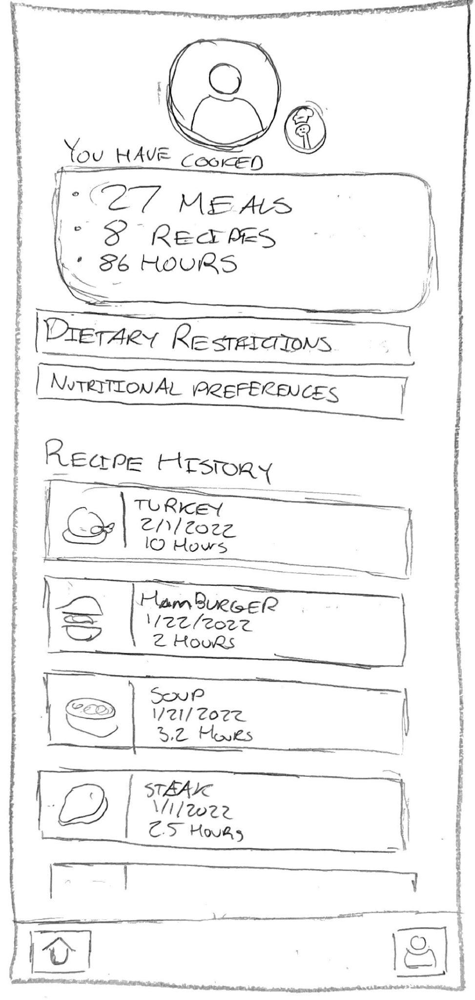 YOU HAVE COOKED
• 27 MEALS
• 8 RECIPES
• 86 HOURS
DIETARY RESTRICTIONS
NUTRITIONAL PREFERENCES
RECIPE HISTORY
TURKEY
2/1/2022
10 HOURS
HAMBURGER
1/22/2022
2 HOURS
SOUP
1/21/2022
3.2 HOURS
STEAK
1/1/2022
2.5 HOURS